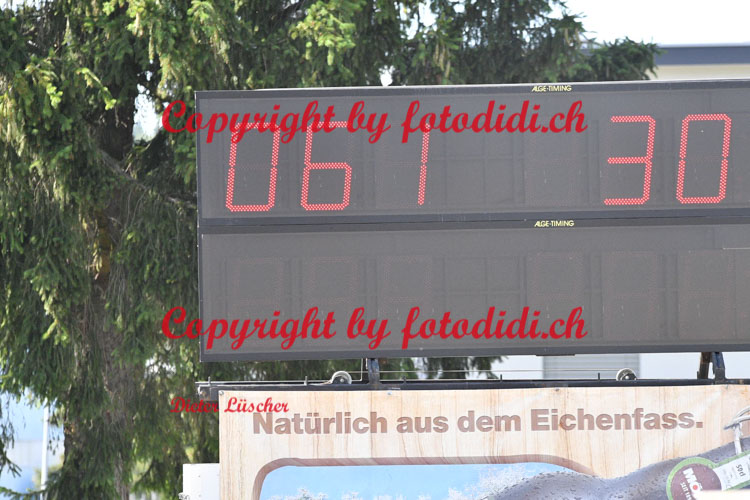 ALGE-TIMING
Copyright by fotodidi.ch
061 30
ALGE-TIMING
Copyright by fotodidi.ch
Dieter Lüscher
Natürlich aus dem Eichenfass.